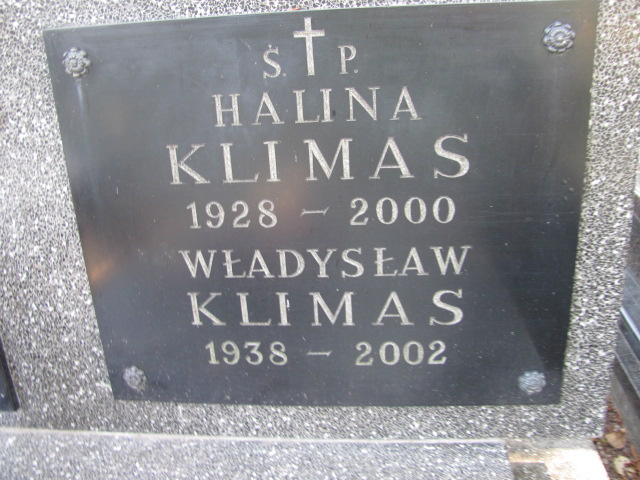 Ś. P.
HALINA
KLIMAS
1928 – 2000
WŁADYSŁAW
KLIMAS
1938 – 2002